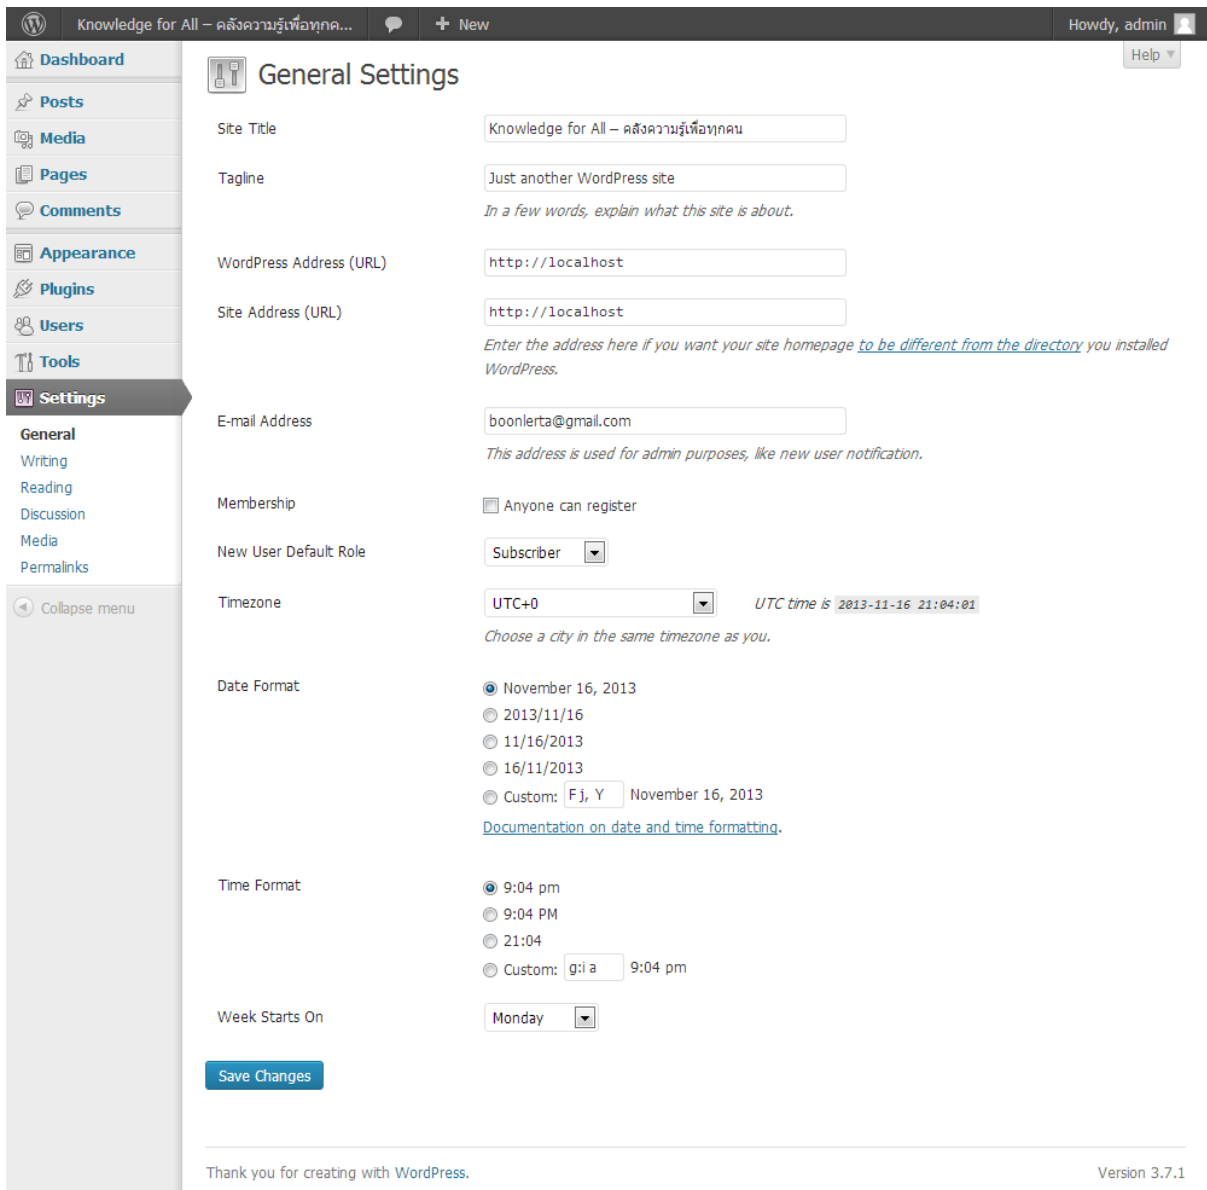 Knowledge for All – คลังความรู้เพื่อทุกค...
New
Howdy, admin
Help
Dashboard
Posts
Media
Pages
Comments
Appearance
Plugins
Users
Tools
Settings
General
Writing
Reading
Discussion
Media
Permalinks
Collapse menu
General Settings
Site Title
Knowledge for All – คลังความรู้เพื่อทุกคน
Tagline
Just another WordPress site
In a few words, explain what this site is about.
WordPress Address (URL)
http://localhost
Site Address (URL)
http://localhost
Enter the address here if you want your site homepage to be different from the directory you installed
WordPress.
E-mail Address
boonlerta@gmail.com
This address is used for admin purposes, like new user notification.
Membership
Anyone can register
New User Default Role
Subscriber
Timezone
UTC+0
UTC time is 2013-11-16 21:04:01
Choose a city in the same timezone as you.
Date Format
November 16, 2013
2013/11/16
11/16/2013
16/11/2013
Custom: F j, Y November 16, 2013
Documentation on date and time formatting.
Time Format
9:04 pm
9:04 PM
21:04
Custom: g:i a 9:04 pm
Week Starts On
Monday
Save Changes
Thank you for creating with WordPress.
Version 3.7.1